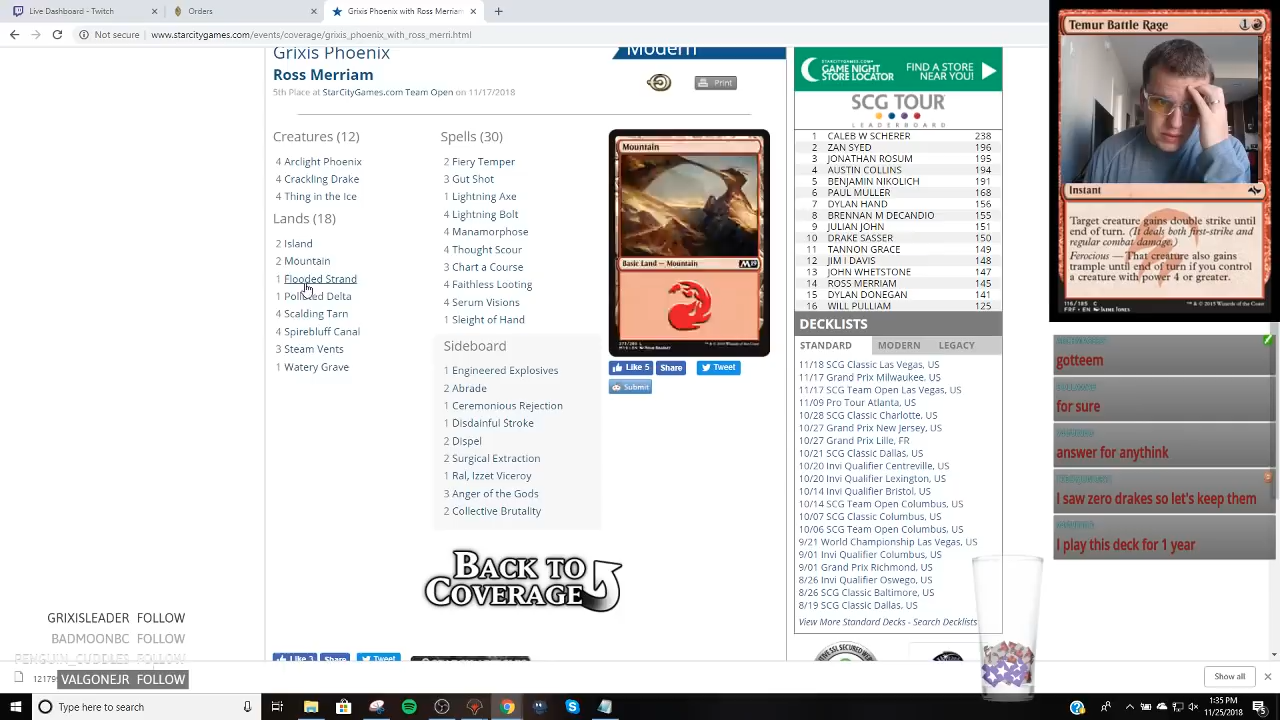 Live Dashboard - Twitch
Orders
Grixis Phoenix with Ross Merriam
Not secure
www.starcitygames.com/events/coverage/grixis_phoenix_with_ross_m
Grixis Phoenix
Ross Merriam
5th Place at StarCityGames.com Team Open on 11/17/2018
Modern
Print
Creatures (12)
4 Arclight Phoenix
4 Crackling Drake
4 Thing in the Ice
Lands (18)
2 Island
2 Mountain
1 Flooded Strand
1 Polluted Delta
4 Scalding Tarn
4 Spirebluff Canal
3 Steam Vents
1 Watery Grave
Spells (30)
2 Fiery Temper
3 Gut Shot
1 Lightning Axe
4 Lightning Bolt
4 Manamorphose
4 Thought Scour
3 Chart a Course
4 Faithless Looting
4 Serum Visions
1 Sleight of Hand
Sideboard
1 Engineered Explosives
2 Abrade
1 Ceremonious Rejection
1 Disdainful Stroke
2 Dispel
2 Surgical Extraction
1 Ral, Izzet Viceroy
3 Anger of the Gods
2 Collective Brutality
Mountain
Basic Land — Mountain
M19
Like 5
Share
Tweet
Submit
BACK TO
COVERAGE
Like 3
Share
Tweet
STARCITYGAMES
GAME NIGHT
STORE LOCATOR
FIND A STORE
NEAR YOU!
SCG TOUR
LEADERBOARD
1 CALEB W SCHERER 238
2 ZAN SYED 196
3 JONATHAN ROSUM 195
4 AUSTIN COLLINS 194
5 BENJAMIN NIKOLICH 191
6 PAUL MULLER 168
7 DYLAN HAND 156
8 BRENNAN M DECANDIO 155
9 JULIAN JOHN 151
10 DRAKE SASSER 150
11 TANNON GRACE 149
12 JIM I DAVIS 148
13 JOHN WHETSTONE 147
14 ROSS MERRIAM 145
15 DYLAN DONEGAN 141
16 WILL PULLIAM 125
DECKLISTS
STANDARD MODERN LEGACY
11/18 SCG Classic Las Vegas, US
11/17 Grand Prix Milwaukee, US
11/07 SCG Team Open Las Vegas, US
11/09 Pro Tour Atlanta, US
10/28 SCG Classic Charlotte, US
10/27 Grand Prix New Jersey, US
10/27 Grand Prix Lille, FR
10/21 SCG Classic Dallas, US
10/20 Invi Qualifier Centreville, US
10/20 Invi Qualifier Lexington, US
10/14 Invi Qualifier Bristol, US
10/14 SCG Team Open Columbus, US
10/07 SCG Classic Columbus, US
10/06 SCG Team Open Columbus, US
9/21 World Championship Las Vegas, US
9/01 Invi Qualifier Columbus, US
9/01 Grand Prix Richmond, US
8/26 Invi Qualifier Oswego, US
8/26 SCG Classic Baltimore, US
8/19 SCG Classic Dallas, US
View More Standard Decks - Search Decklists
Temur Battle Rage 1
Instant
Target creature gains double strike until
end of turn. (It deals both first-strike and
regular combat damage.)
Ferocious — That creature also gains
trample until end of turn if you control
a creature with power 4 or greater.
116/185 C
FRF • EN
gotteem
for sure
answer for anythink
I saw zero drakes so let's keep them
I play this deck for 1 year
GRIXISLEADER FOLLOW
BADMOONBC FOLLOW
PENGUIN_CUDDLES FOLLOW
VALGONEJR FOLLOW
Show all
Type here to search
1:35 PM
11/25/2018